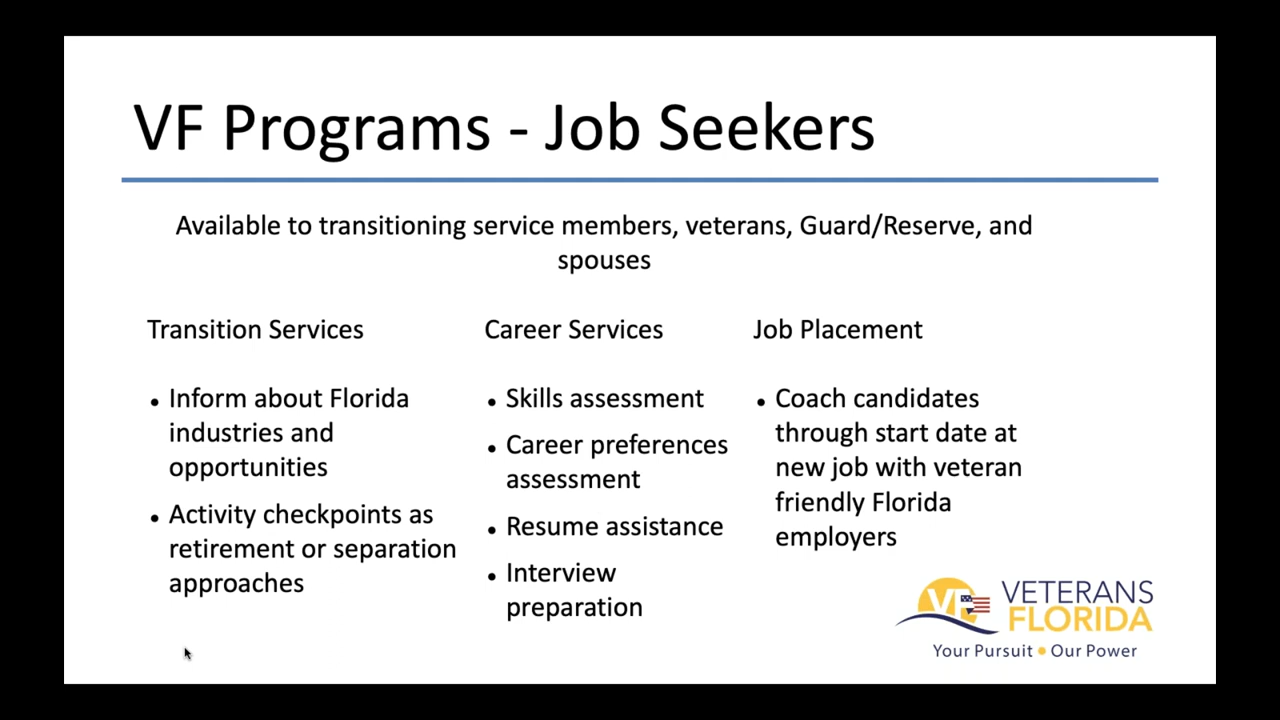 VF Programs - Job Seekers
Available to transitioning service members, veterans, Guard/Reserve, and
spouses
Transition Services
• Inform about Florida
industries and
opportunities
• Activity checkpoints as
retirement or separation
approaches
Career Services
• Skills assessment
• Career preferences
assessment
• Resume assistance
• Interview
preparation
Job Placement
• Coach candidates
through start date at
new job with veteran
friendly Florida
employers
VF
VETERANS
FLORIDA
Your Pursuit • Our Power